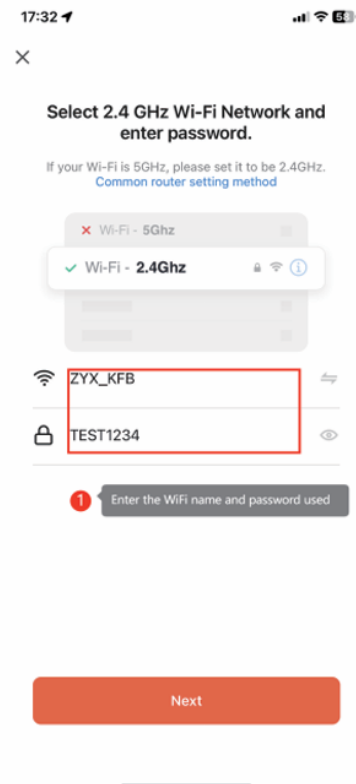 17:32
58
Select 2.4 GHz Wi-Fi Network and
enter password.
If your Wi-Fi is 5GHz, please set it to be 2.4GHz.
Common router setting method
Wi-Fi - 5Ghz
Wi-Fi - 2.4Ghz
ZYX_KFB
TEST1234
1 Enter the WiFi name and password used
Next